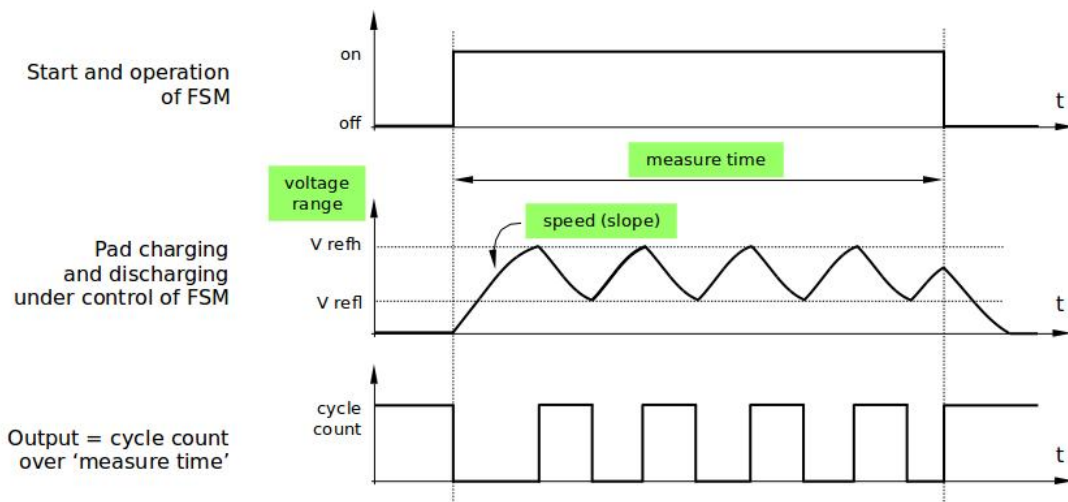 Start and operation
of FSM
on
off
t
measure time
voltage
range
speed (slope)
Pad charging
and discharging
under control of FSM
V refh
V refl
t
Output = cycle count
over ‘measure time’
cycle
count
t